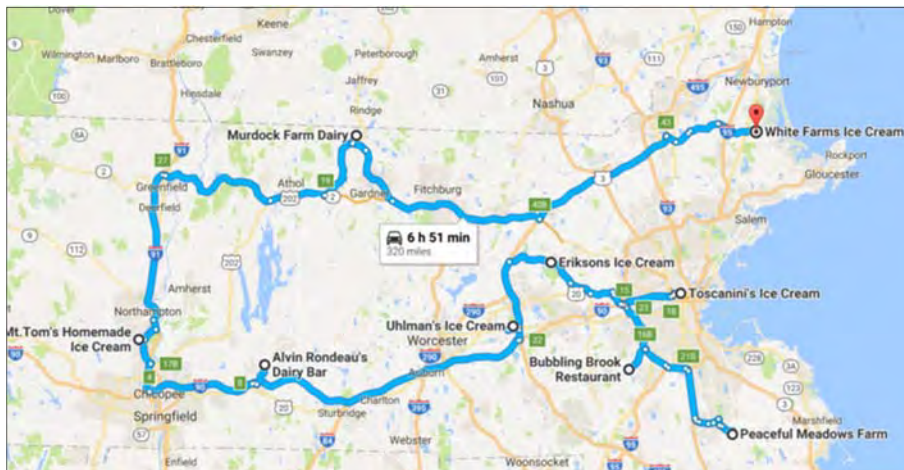 Dover
Hampton
Keene
Chesterfield
Wilmington
Marlboro
Swanzey
Peterborough
Brattleboro
Amherst
Newburyport
Hinsdale
Jaffrey
Nashua
Rindge
Murdock Farm Dairy
White Farms Ice Cream
Rockport
Gloucester
Greenfield
Athol
Gardner
Fitchburg
Deerfield
Salem
6 h 51 min
320 miles
Eriksons Ice Cream
Amherst
Northampton
Toscanini's Ice Cream
Mt.Tom's Homemade
Ice Cream
Uhlman's Ice Cream
Worcester
Alvin Rondeau's
Dairy Bar
Bubbling Brook
Restaurant
Auburn
Chicopee
Charlton
Springfield
Sturbridge
Marshfield
Peaceful Meadows Farm
Webster
Enfield
Woonsocket